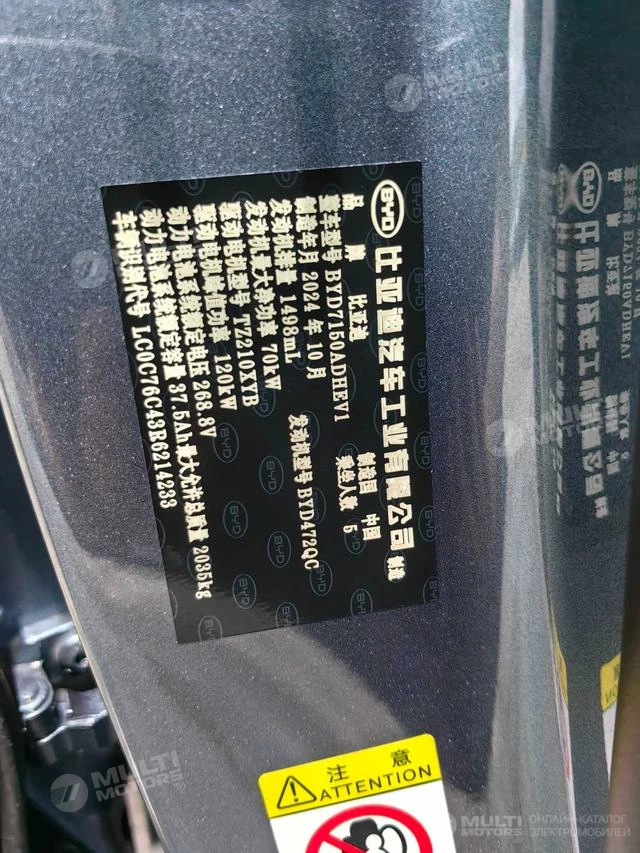 BYD 比亚迪汽车工业有限公司 制造
品牌 比亚迪 制造国 中国
整车型号 BYD7150ADHEV1 乘坐人数 5
制造年月 2024 年 10 月
发动机排量 1498mL 发动机型号 BYD472QC
发动机最大净功率 70kW
驱动电机型号 TZ210XYB
驱动电机峰值功率 120kW
动力电池系统额定电压 268.8V
动力电池系统额定容量 37.5Ah 最大允许总质量 2035kg
车辆识别代号 LC0C76C43R6214233
注 意
ATTENTION
MULTI MOTORS
MULTI MOTORS ОНЛАЙН-КАТАЛОГ ЭЛЕКТРОМОБИЛЕЙ